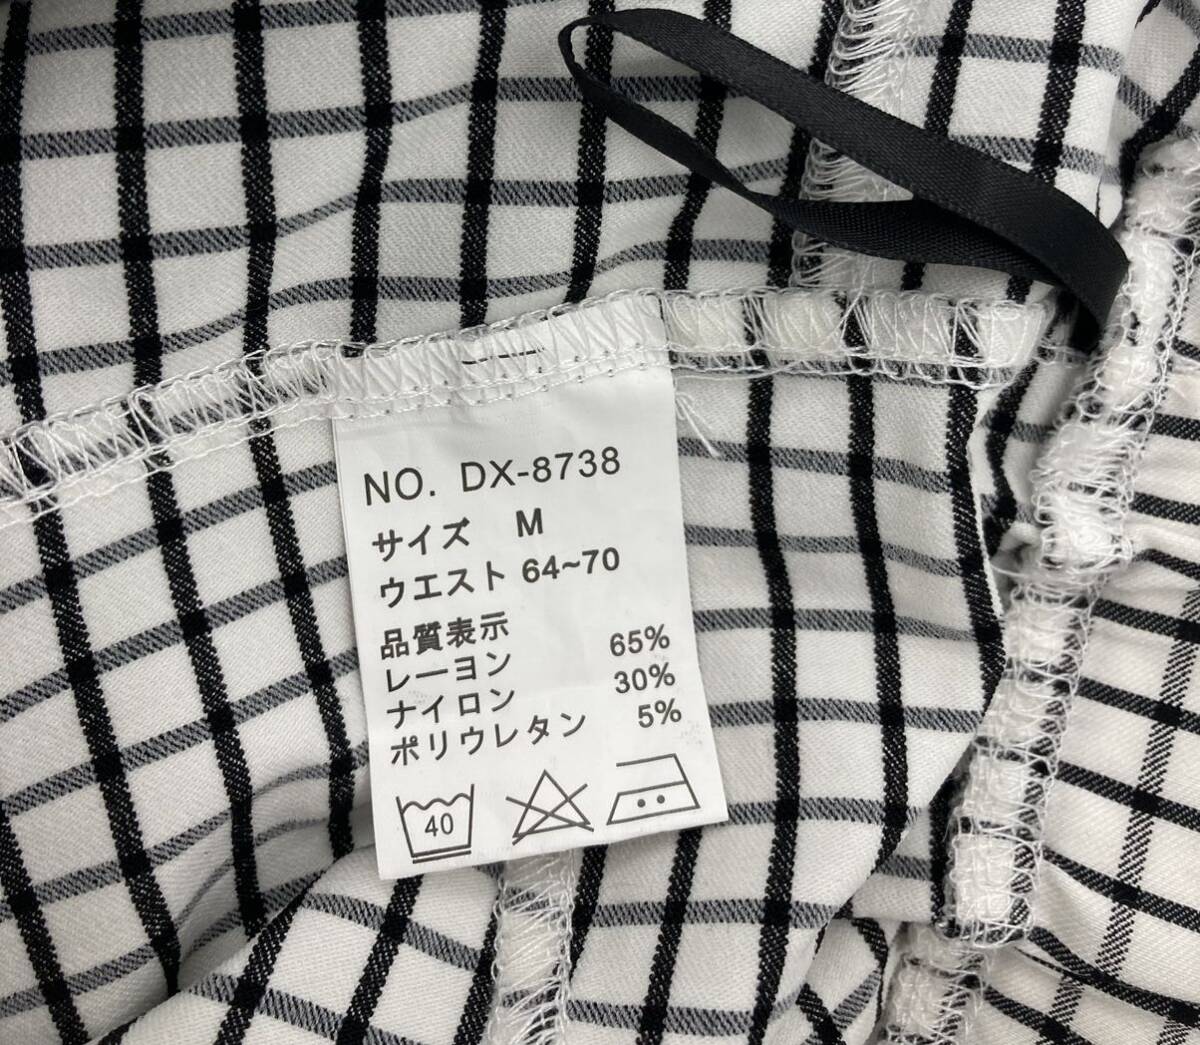 NO. DX-8738
サイズ M
ウエスト 64~70
品質表示
レーヨン 65%
ナイロン 30%
ポリウレタン 5%
40